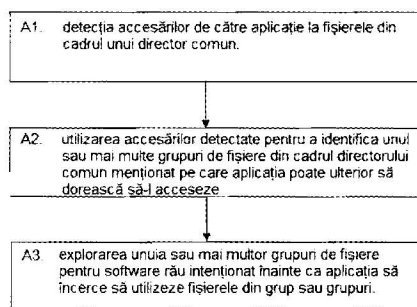 A1. detecția accesărilor de către aplicație la fișierele din
cadrul unui director comun.
A2. utilizarea accesărilor detectate pentru a identifica unul
sau mai multe grupuri de fișiere din cadrul directorului
comun menționat pe care aplicația poate ulterior să
dorească să-l acceseze
A3. explorarea unuia sau mai multor grupuri de fișiere
pentru software rău intenționat înainte ca aplicația să
încerce să utilizeze fișierele din grup sau grupuri.